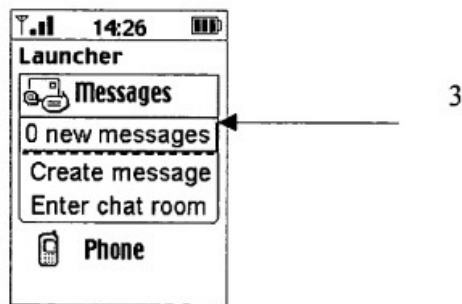 14:26
Launcher
Messages
0 new messages
3
Create message
Enter chat room
Phone